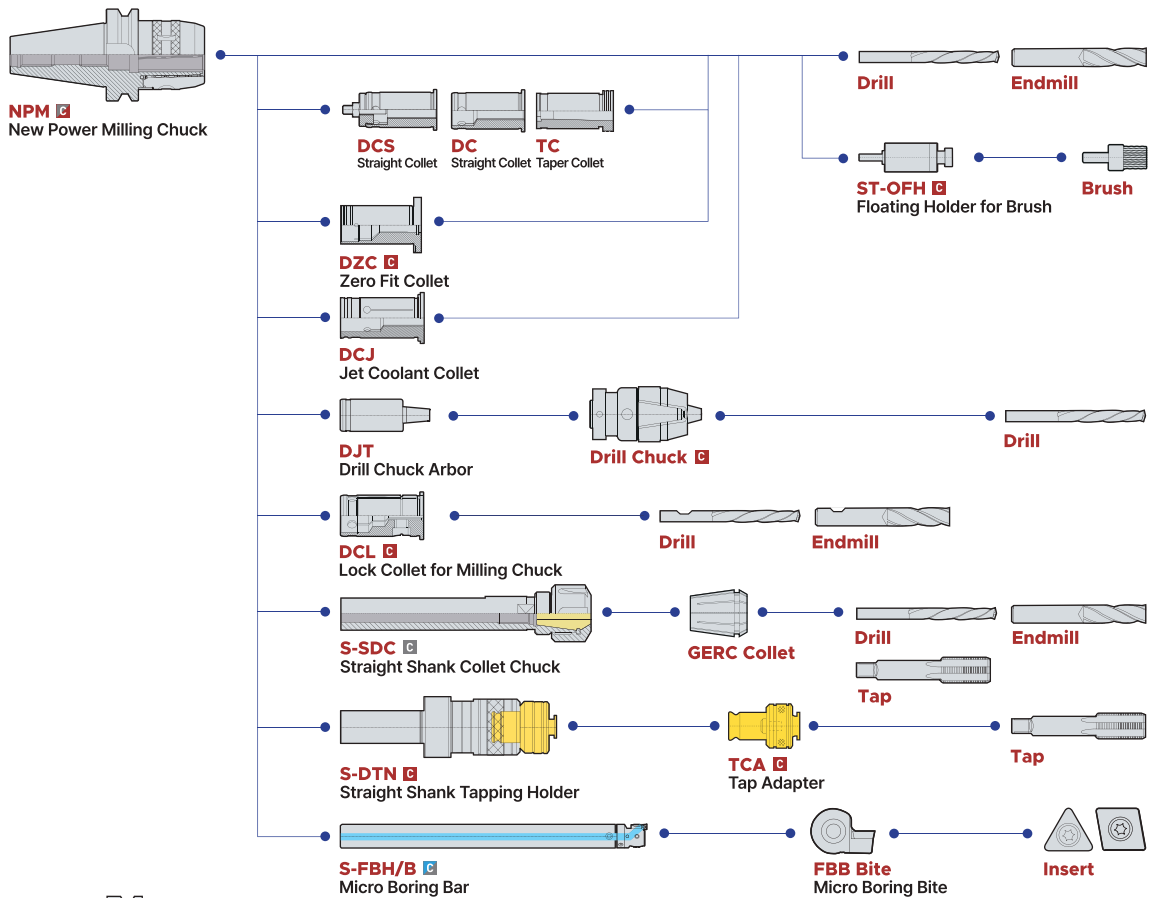 NPM C
New Power Milling Chuck
Drill
Endmill
DCS
Straight Collet
DC
Straight Collet
TC
Taper Collet
ST-OFH C
Floating Holder for Brush
Brush
DZC C
Zero Fit Collet
DCJ
Jet Coolant Collet
DJT
Drill Chuck Arbor
Drill Chuck C
Drill
DCL C
Lock Collet for Milling Chuck
Drill
Endmill
S-SDC C
Straight Shank Collet Chuck
GERC Collet
Drill
Endmill
Tap
S-DTN C
Straight Shank Tapping Holder
TCA C
Tap Adapter
Tap
S-FBH/B C
Micro Boring Bar
FBB Bite
Micro Boring Bite
Insert